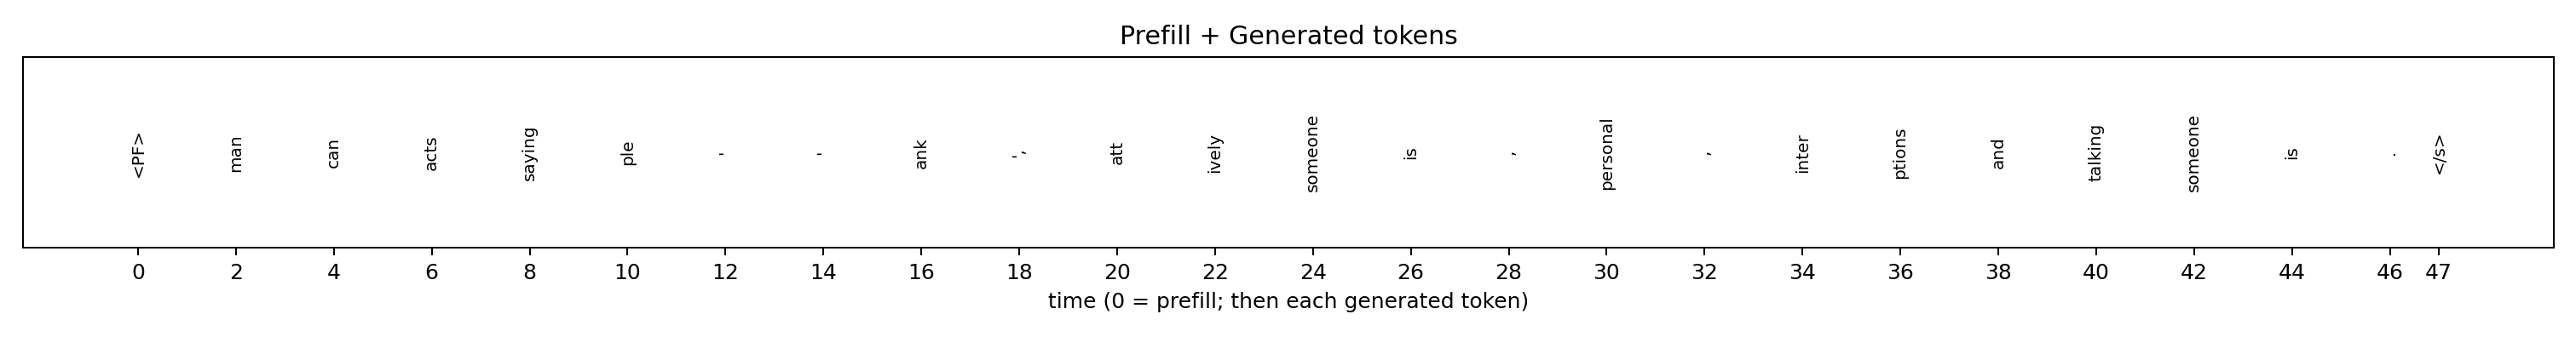 Prefill + Generated tokens
<PF> man can acts saying ple - - ank -, att ively someone is , personal , inter ptions and talking someone is . </s>
0 2 4 6 8 10 12 14 16 18 20 22 24 26 28 30 32 34 36 38 40 42 44 46 47
time (0 = prefill; then each generated token)